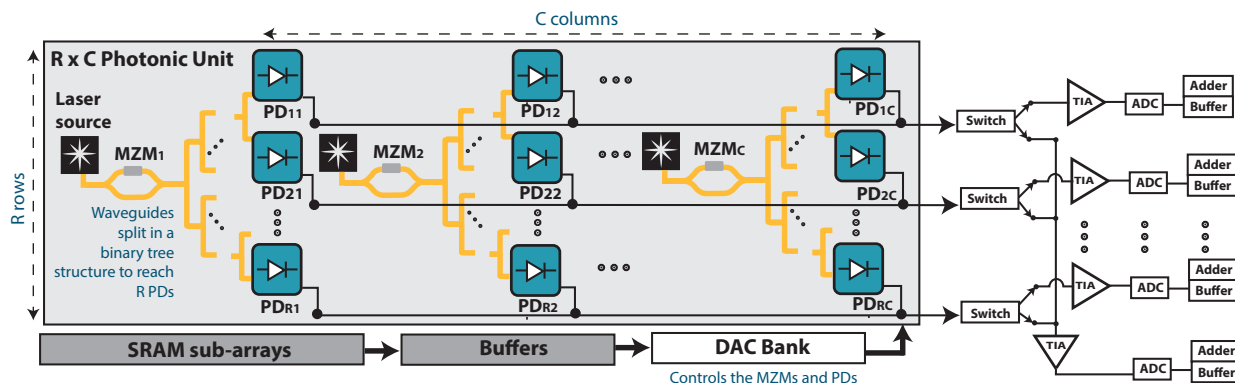 C columns
R x C Photonic Unit
R rows
Laser
source
MZM1
MZM2
MZMC
PD11
PD12
PD1C
PD21
PD22
PD2C
PDR1
PDR2
PDRC
Waveguides
split in a
binary tree
structure to reach
R PDs
Switch
TIA
ADC
Adder
Buffer
Switch
TIA
ADC
Adder
Buffer
Switch
TIA
ADC
Adder
Buffer
TIA
ADC
Adder
Buffer
SRAM sub-arrays
Buffers
DAC Bank
Controls the MZMs and PDs